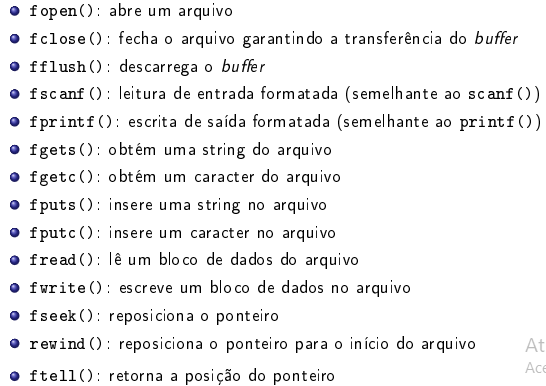 fopen(): abre um arquivo
fclose(): fecha o arquivo garantindo a transferência do buffer
fflush(): descarrega o buffer
fscanf(): leitura de entrada formatada (semelhante ao scanf())
fprintf(): escrita de saída formatada (semelhante ao printf())
fgets(): obtém uma string do arquivo
fgetc(): obtém um caracter do arquivo
fputs(): insere uma string no arquivo
fputc(): insere um caracter no arquivo
fread(): lê um bloco de dados do arquivo
fwrite(): escreve um bloco de dados no arquivo
fseek(): reposiciona o ponteiro
rewind(): reposiciona o ponteiro para o início do arquivo
At
Ace
ftell(): retorna a posição do ponteiro